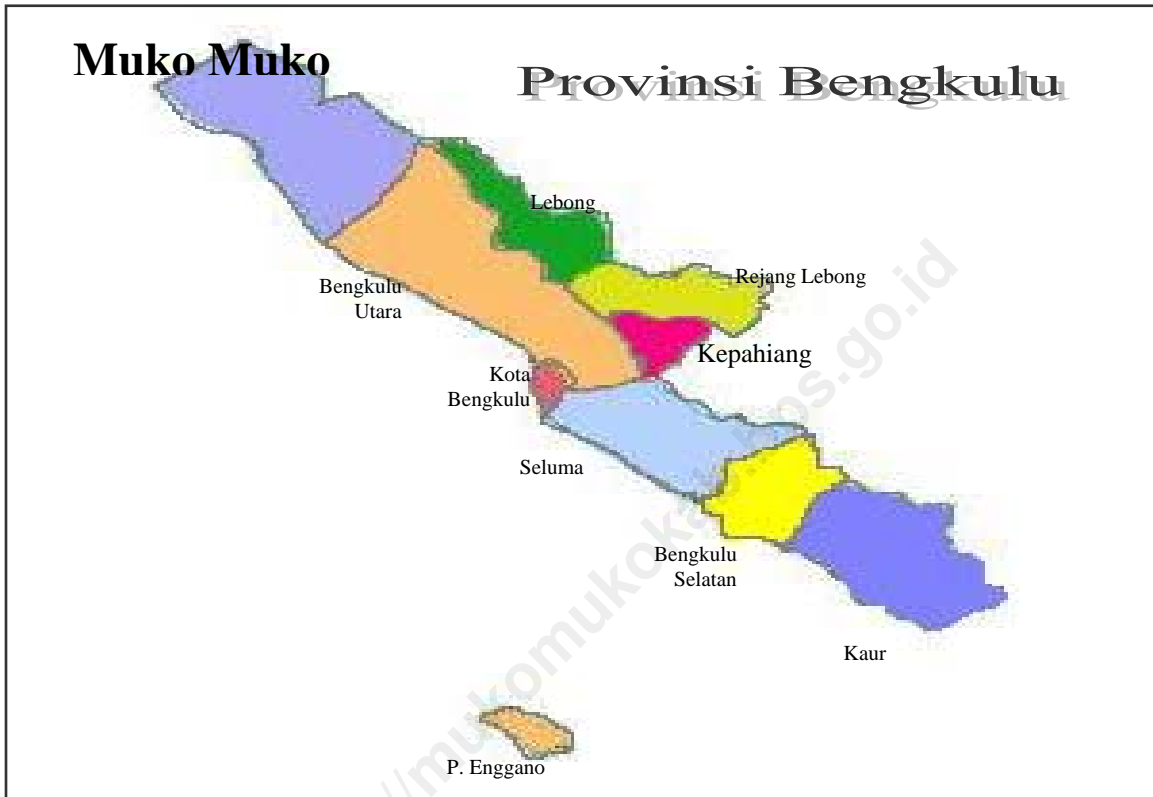 Muko Muko
Provinsi Bengkulu
Lebong
Rejang Lebong
Bengkulu
Utara
Kepahiang
Kota
Bengkulu
Seluma
Bengkulu
Selatan
Kaur
P. Enggano